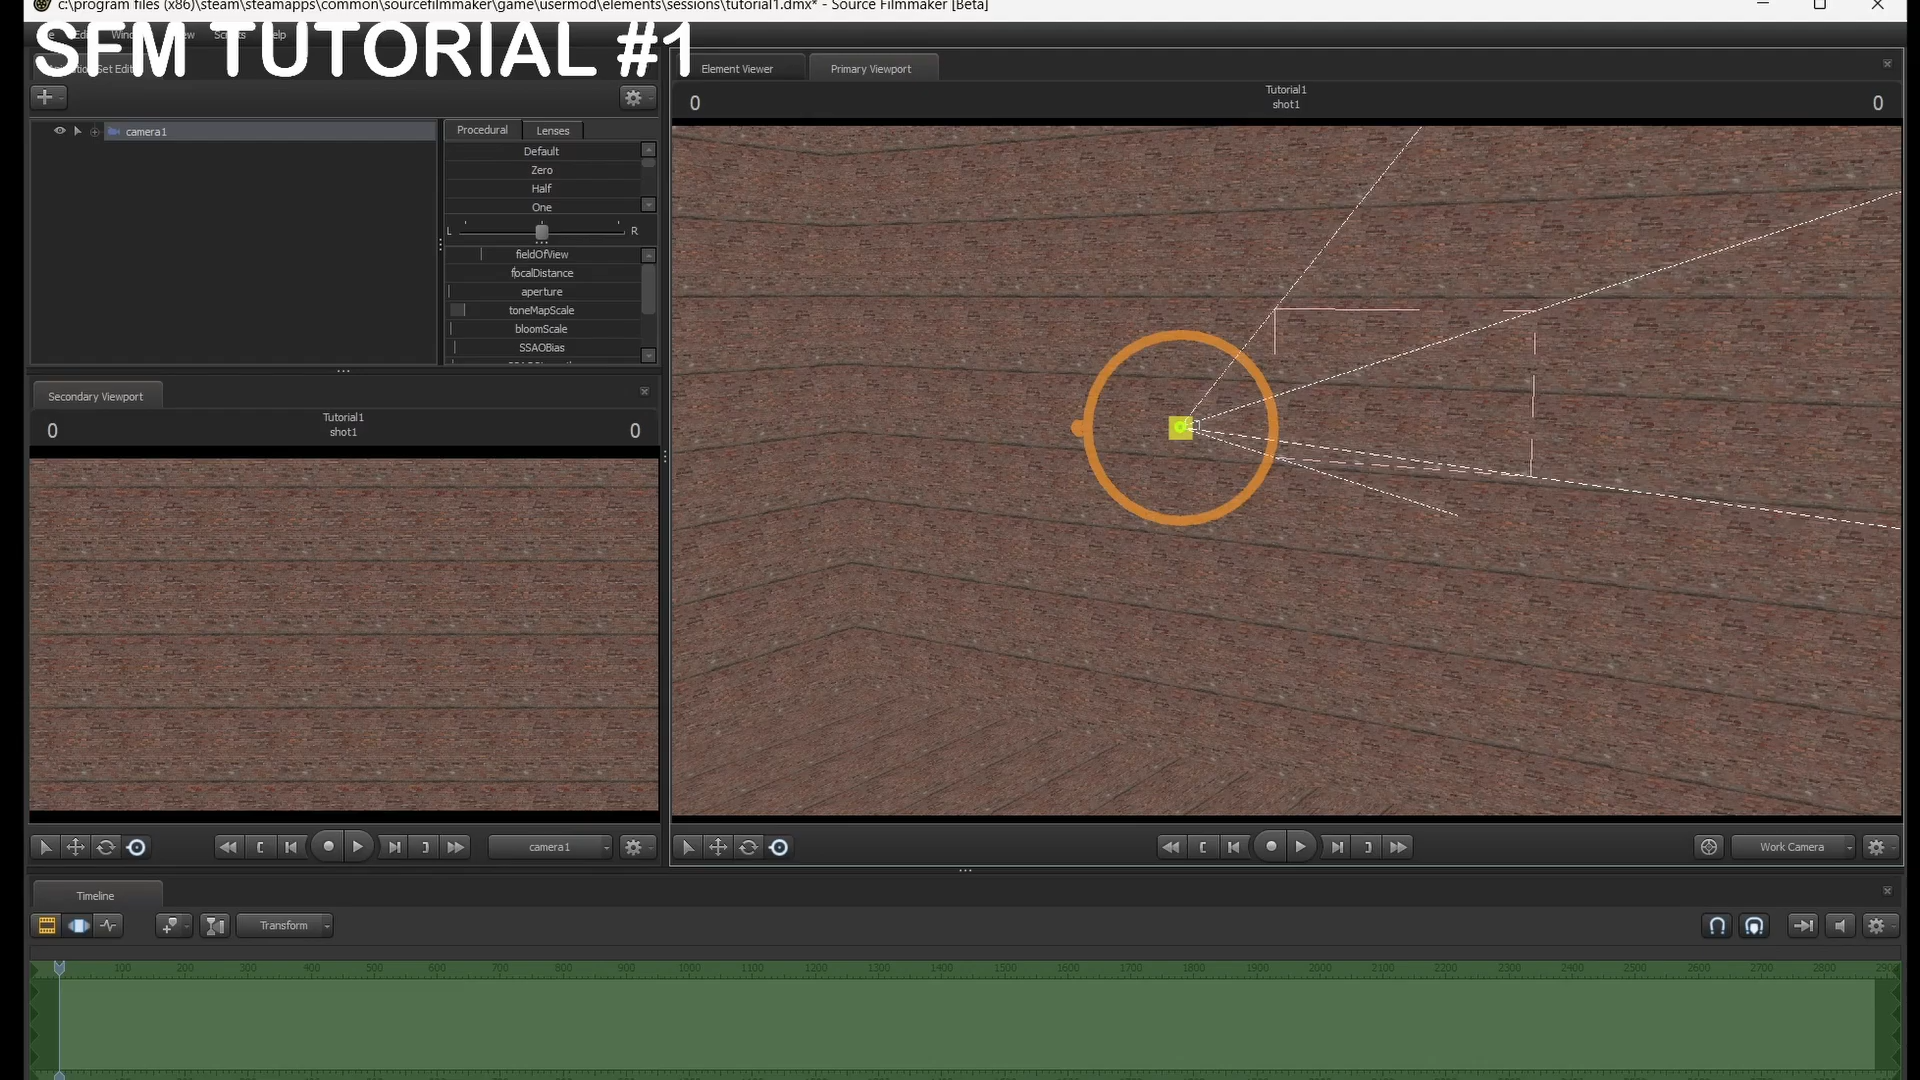 c:\program files (x86)\steam\steamapps\common\sourcefilmmaker\game\usermod\elements\sessions\tutorial1.dmx* - Source Filmmaker [Beta]
SFM TUTORIAL #1
Element Viewer
Primary Viewport
0
Tutorial1
shot1
0
camera1
Procedural
Lenses
Default
Zero
Half
One
L
R
fieldOfView
focalDistance
aperture
toneMapScale
bloomScale
SSAOBias
Secondary Viewport
0
Tutorial1
shot1
0
camera1
Work Camera
Timeline
Transform
100 200 300 400 500 600 700 800 900 1000 1100 1200 1300 1400 1500 1600 1700 1800 1900 2000 2100 2200 2300 2400 2500 2600 2700 2800 2900